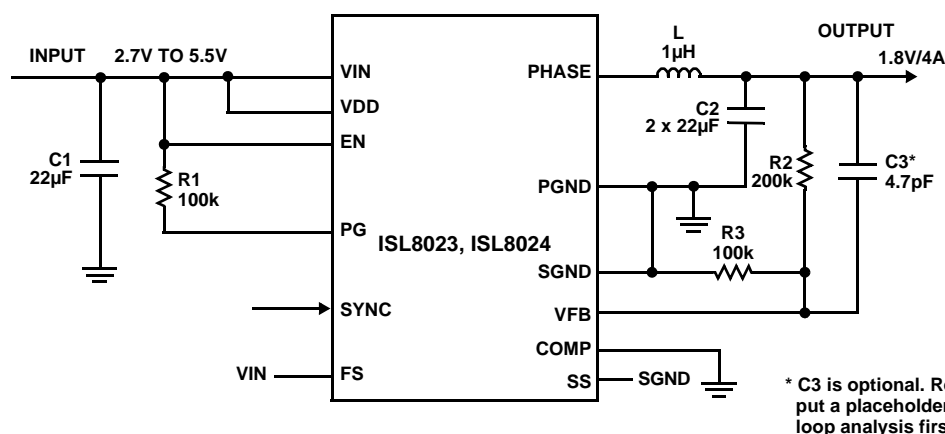 INPUT
2.7V TO 5.5V
VIN
VDD
EN
PG
SYNC
VIN
FS
C1
22µF
R1
100k
ISL8023, ISL8024
PHASE
PGND
SGND
VFB
COMP
SS
SGND
L
1µH
C2
2 x 22µF
R2
200k
R3
100k
C3*
4.7pF
OUTPUT
1.8V/4A
* C3 is optional. 
put a placeholder
loop analysis firs